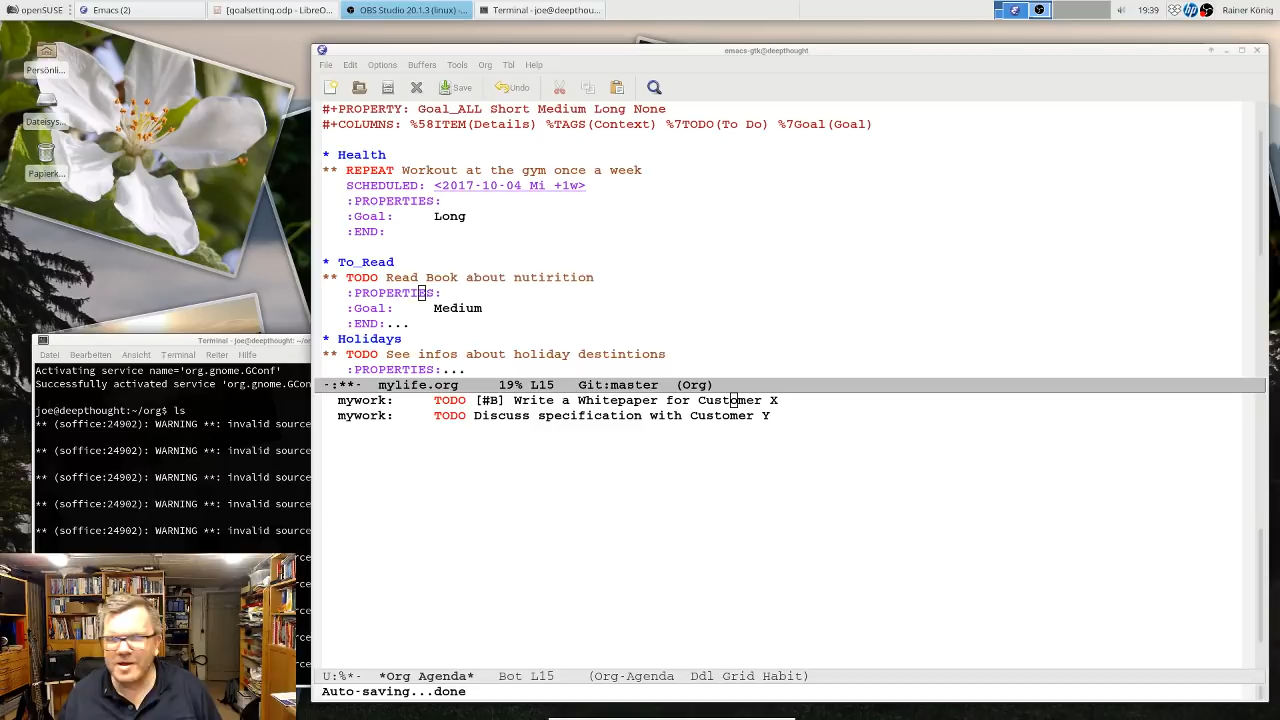 openSUSE
Emacs (2)
[goalsetting.odp - LibreO...
OBS Studio 20.1.3 (linux) -...
Terminal - joe@deepthou...
19:39
Rainer König
Persönli...
Dateisys...
Papierk...
emacs-gtk@deepthought
File Edit Options Buffers Tools Org Tbl Help
Save Undo
#+PROPERTY: Goal_ALL Short Medium Long None
#+COLUMNS: %58ITEM(Details) %TAGS(Context) %7TODO(To Do) %7Goal(Goal)
* Health
** REPEAT Workout at the gym once a week
SCHEDULED: <2017-10-04 Mi +1w>
:PROPERTIES:
:Goal: Long
:END:
* To_Read
** TODO Read Book about nutirition
:PROPERTIES:
:Goal: Medium
:END:...
* Holidays
** TODO See infos about holiday destintions
:PROPERTIES:...
-:**- mylife.org 19% L15 Git:master (Org)
mywork: TODO [#B] Write a Whitepaper for Customer X
mywork: TODO Discuss specification with Customer Y
U:%*- *Org Agenda* Bot L15 (Org-Agenda Ddl Grid Habit)
Auto-saving...done
Terminal - joe@deepthought: ~/or
Datei Bearbeiten Ansicht Terminal Reiter Hilfe
Activating service name='org.gnome.GConf'
Successfully activated service 'org.gnome.GCon
joe@deepthought:~/org$ ls
** (soffice:24902): WARNING **: invalid source
** (soffice:24902): WARNING **: invalid source
** (soffice:24902): WARNING **: invalid source
** (soffice:24902): WARNING **: invalid source
** (soffice:24902): WARNING **: invalid source